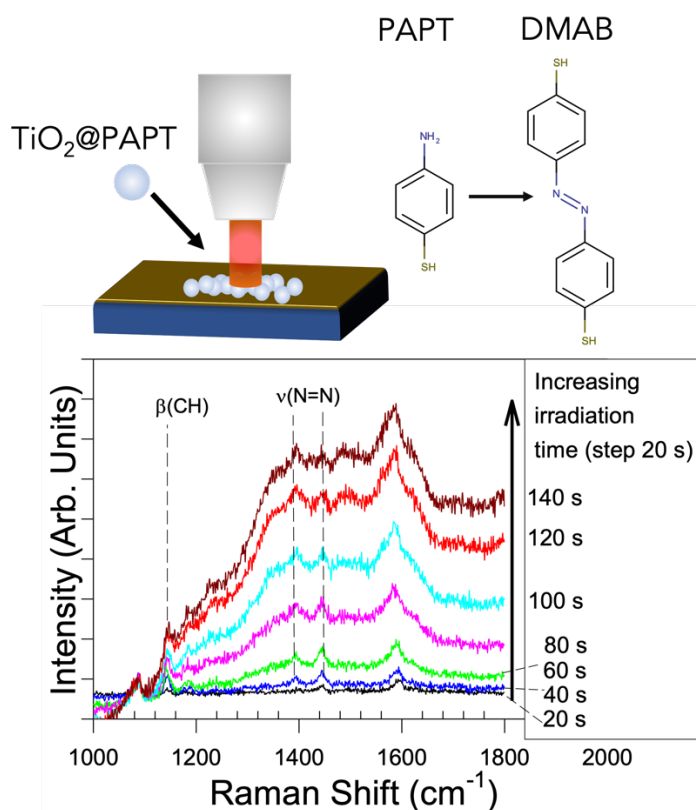 PAPT
DMAB
TiO₂@PAPT
NH₂
SH
SH
N
N
SH
β(CH)
ν(N=N)
Increasing
irradiation
time (step 20 s)
140 s
120 s
100 s
80 s
60 s
40 s
20 s
Intensity (Arb. Units)
1000
1200
1400
1600
1800
2000
Raman Shift (cm⁻¹)